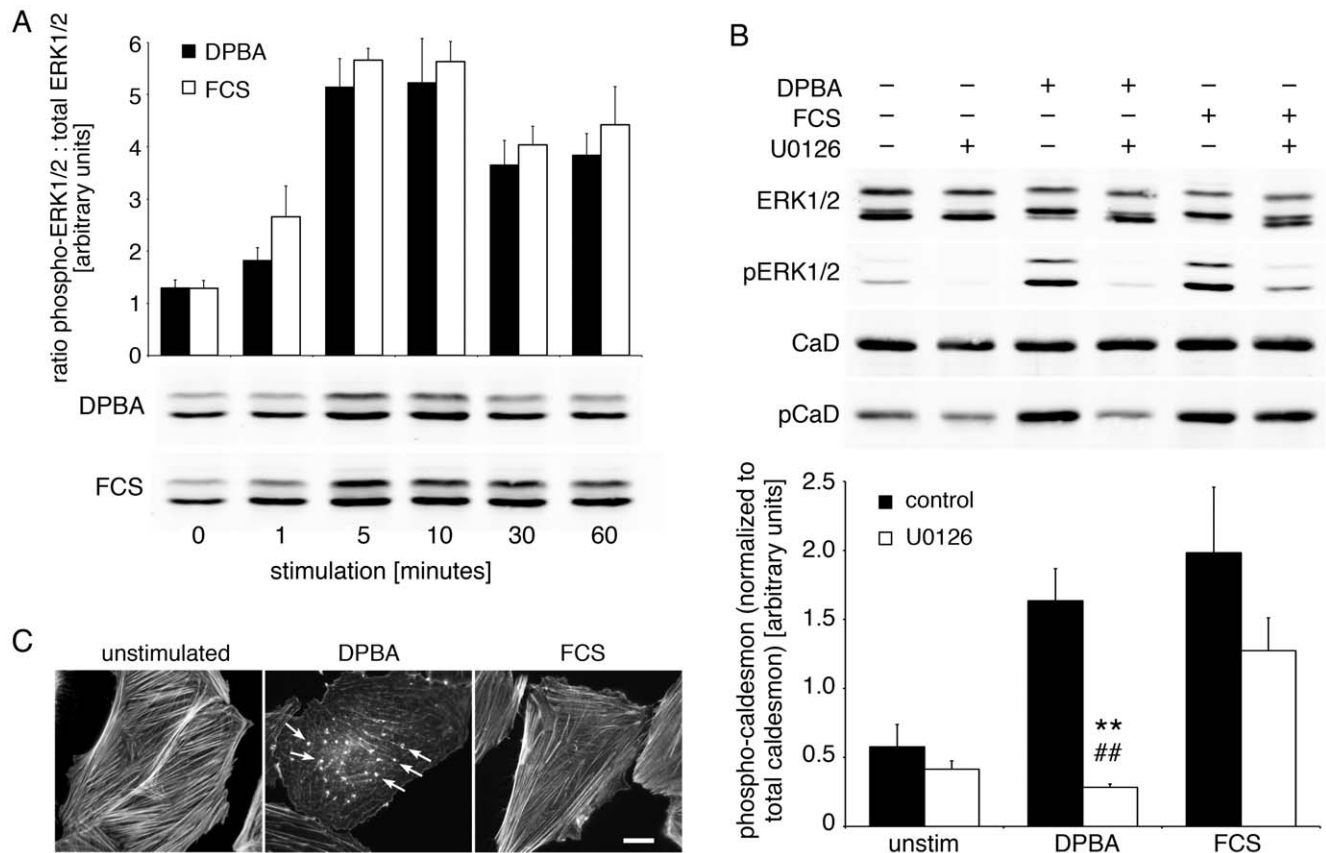 A
ratio phospho-ERK1/2 : total ERK1/2
[arbitrary units]
6
5
4
3
2
1
0
DPBA
FCS
DPBA
FCS
0 1 5 10 30 60
stimulation [minutes]
B
DPBA − − + + − −
FCS − − − − + +
U0126 − + − + − +
ERK1/2
pERK1/2
CaD
pCaD
phospho-caldesmon (normalized to
total caldesmon) [arbitrary units]
2.5
2.0
1.5
1.0
0.5
0
control
U0126
**
##
unstim DPBA FCS
C
unstimulated DPBA FCS